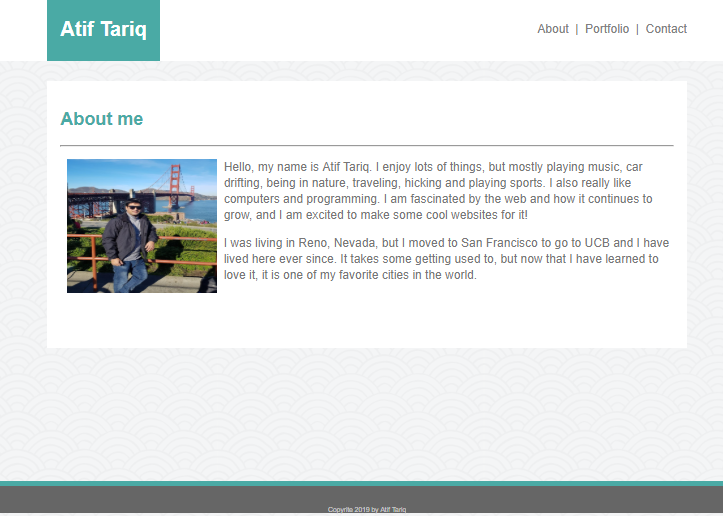 Atif Tariq
About | Portfolio | Contact
About me
Hello, my name is Atif Tariq. I enjoy lots of things, but mostly playing music, car
drifting, being in nature, traveling, hicking and playing sports. I also really like
computers and programming. I am fascinated by the web and how it continues to
grow, and I am excited to make some cool websites for it!
I was living in Reno, Nevada, but I moved to San Francisco to go to UCB and I have
lived here ever since. It takes some getting used to, but now that I have learned to
love it, it is one of my favorite cities in the world.
Copyrite 2019 by Atif Tariq